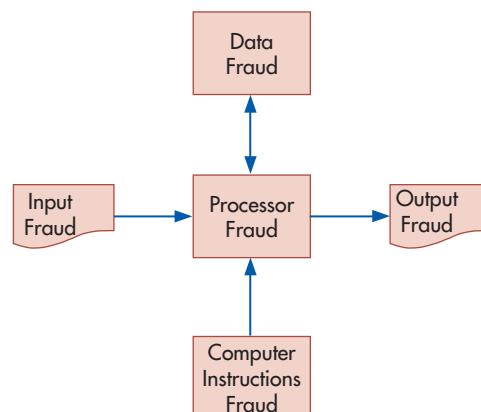 Data
Fraud
Input
Fraud
Processor
Fraud
Output
Fraud
Computer
Instructions
Fraud